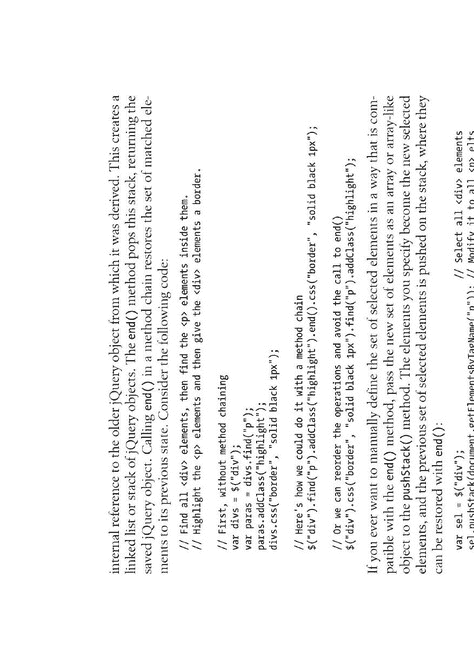 internal reference to the older jQuery object from which it was derived. This creates a
linked list or stack of jQuery objects. The end() method pops this stack, returning the
saved jQuery object. Calling end() in a method chain restores the set of matched ele-
ments to its previous state. Consider the following code:
// Find all <div> elements, then find the <p> elements inside them.
// Highlight the <p> elements and then give the <div> elements a border.
// First, without method chaining
var divs = $("div");
var paras = divs.find("p");
paras.addClass("highlight");
divs.css("border", "solid black 1px");
// Here's how we could do it with a method chain
$("div").find("p").addClass("highlight").end().css("border", "solid black 1px");
// Or we can reorder the operations and avoid the call to end()
$("div").css("border", "solid black 1px").find("p").addClass("highlight");
If you ever want to manually define the set of selected elements in a way that is com-
patible with the end() method, pass the new set of elements as an array or array-like
object to the pushStack() method. The elements you specify become the new selected
elements, and the previous set of selected elements is pushed on the stack, where they
can be restored with end():
var sel = $("div"); // Select all <div> elements
sel.pushStack(document.getElementsByTagName("p")); // Modify it to all <p> elts